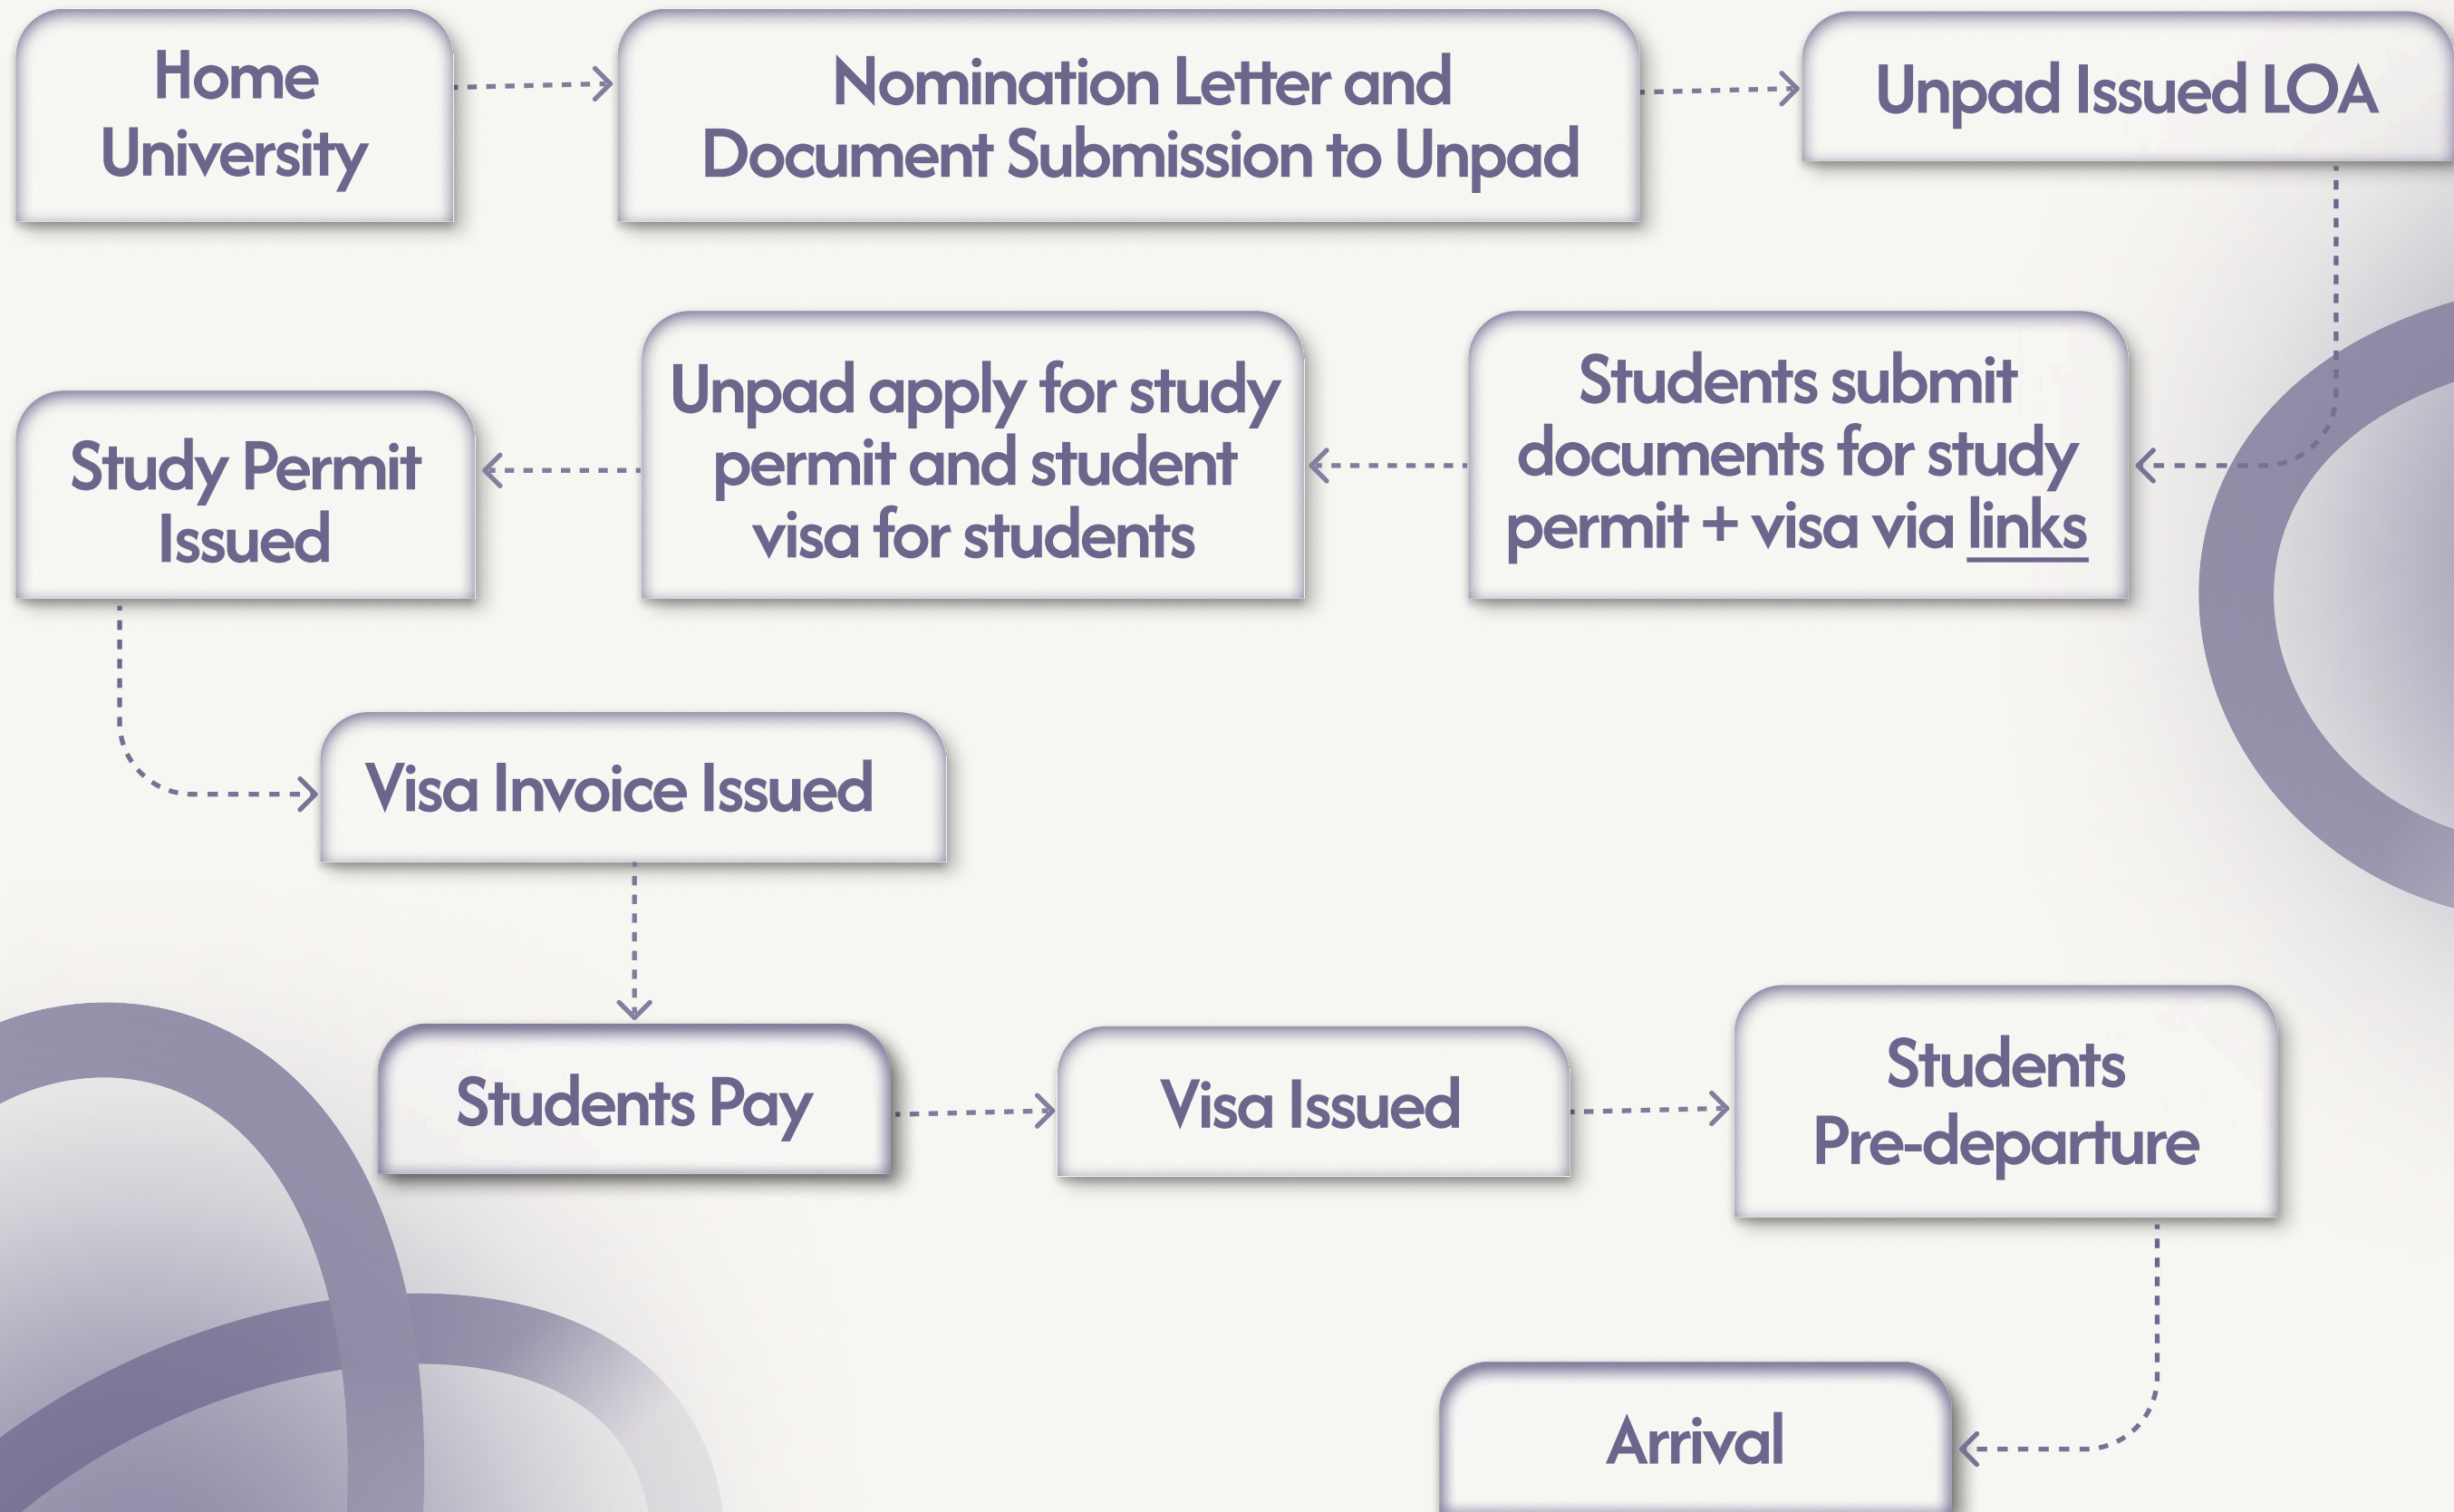 Home
University
Nomination Letter and
Document Submission to Unpad
Unpad Issued LOA
Students submit
documents for study
permit + visa via links
Unpad apply for study
permit and student
visa for students
Study Permit
Issued
Visa Invoice Issued
Students Pay
Visa Issued
Students
Pre-departure
Arrival